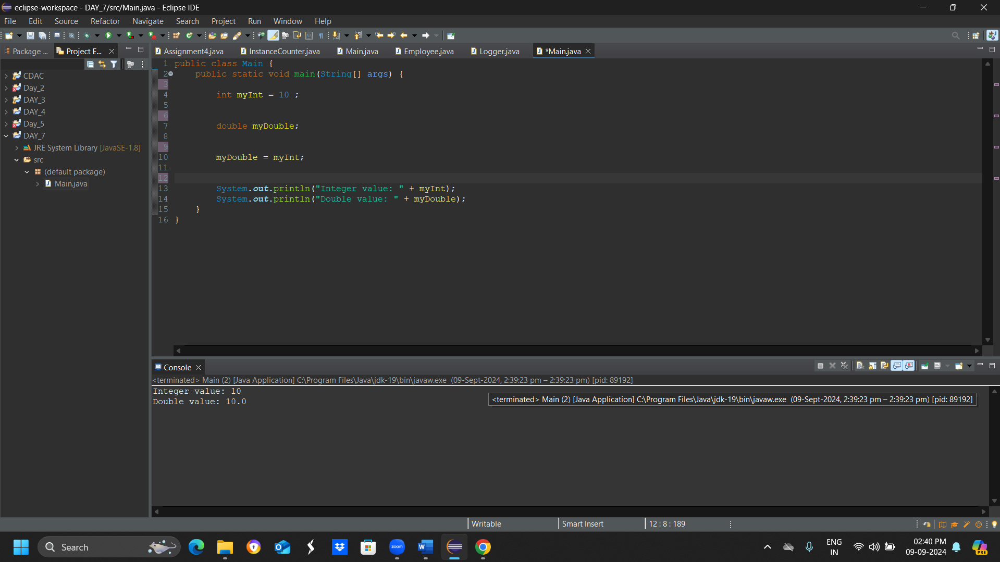 eclipse-workspace - DAY_7/src/Main.java - Eclipse IDE
File Edit Source Refactor Navigate Search Project Run Window Help
Package ... Project E...
Assignment4.java InstanceCounter.java Main.java Employee.java Logger.java *Main.java
CDAC
Day_2
DAY_3
DAY_4
Day_5
DAY_7
JRE System Library [JavaSE-1.8]
src
(default package)
Main.java
1 public class Main {
2 public static void main(String[] args) {
3
4 int myInt = 10 ;
5
6
7 double myDouble;
8
9
10 myDouble = myInt;
11
12
13 System.out.println("Integer value: " + myInt);
14 System.out.println("Double value: " + myDouble);
15 }
16 }
Console
<terminated> Main (2) [Java Application] C:\Program Files\Java\jdk-19\bin\javaw.exe (09-Sept-2024, 2:39:23 pm – 2:39:23 pm) [pid: 89192]
Integer value: 10
Double value: 10.0
<terminated> Main (2) [Java Application] C:\Program Files\Java\jdk-19\bin\javaw.exe (09-Sept-2024, 2:39:23 pm – 2:39:23 pm) [pid: 89192]
Writable Smart Insert 12 : 8 : 189
Search
zoom
W
PRE
ENG
IN
02:40 PM
09-09-2024